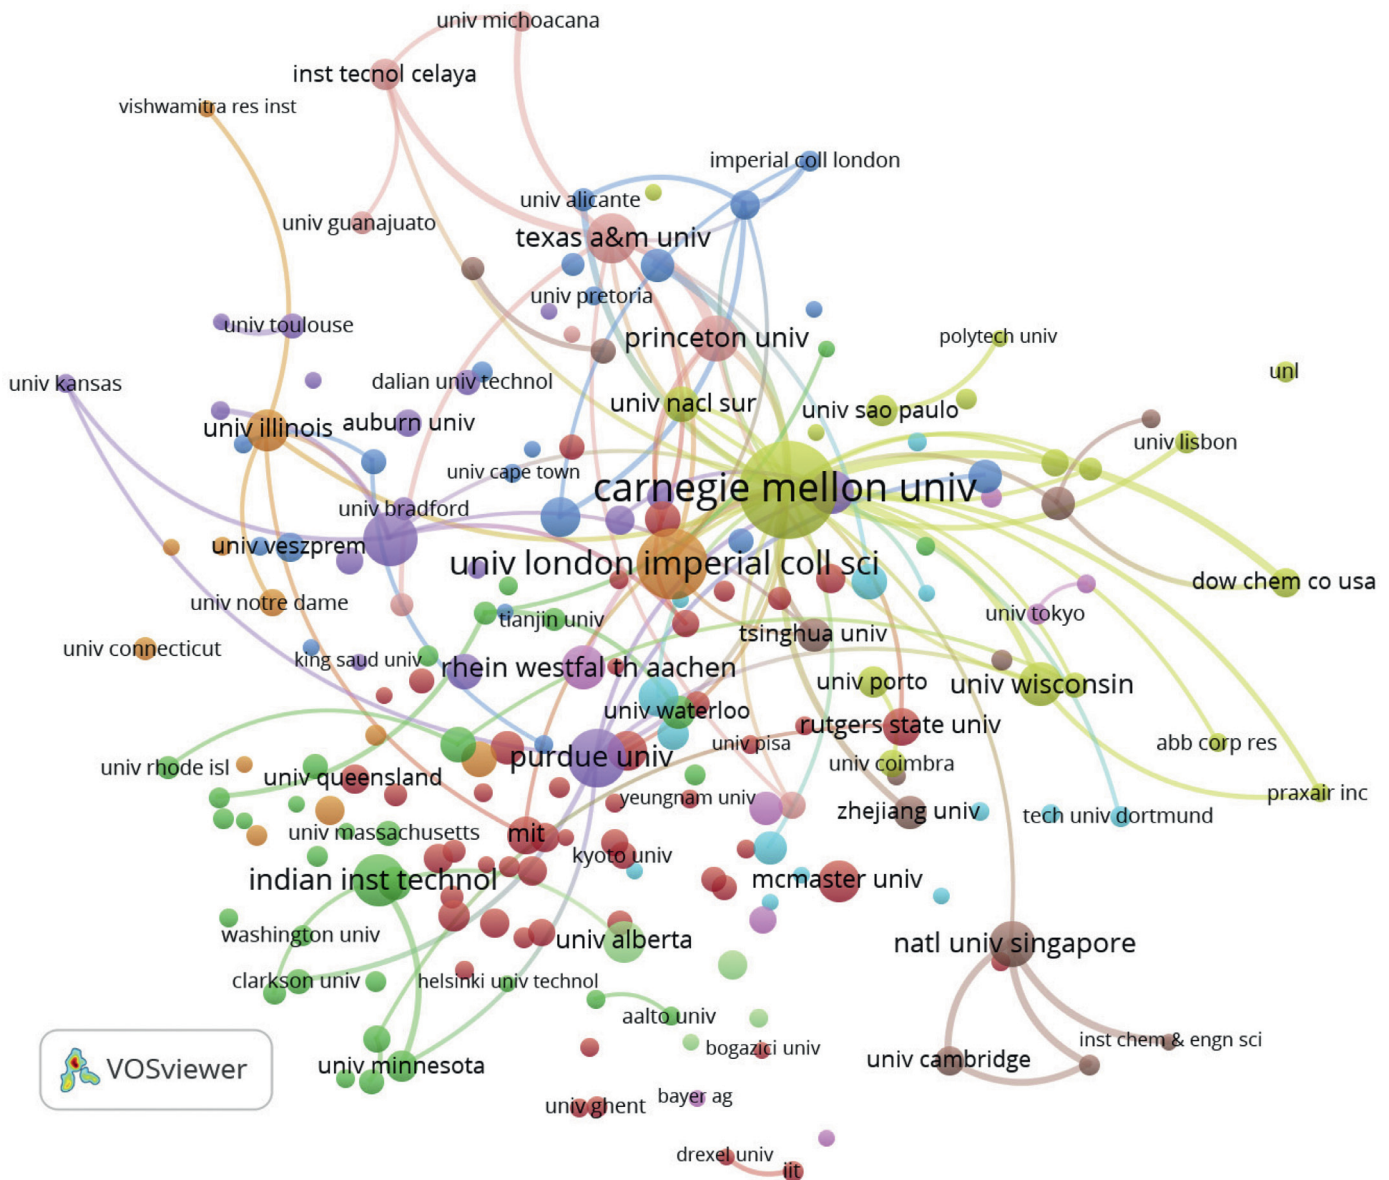 univ michoacana
inst tecnol celaya
vishwamitra res inst
imperial coll london
univ alicante
univ guanajuato
texas a&m univ
univ pretoria
univ toulouse
princeton univ
polytech univ
unl
univ kansas
dalian univ technol
univ nacl sur
univ sao paulo
univ illinois
auburn univ
univ lisbon
univ cape town
carnegie mellon univ
univ bradford
univ veszprem
univ london imperial coll sci
dow chem co usa
univ notre dame
univ tokyo
tianjin univ
tsinghua univ
univ connecticut
king saud univ
rhein westfal th aachen
univ porto
univ wisconsin
univ waterloo
rutgers state univ
univ pisa
abb corp res
purdue univ
univ rhode isl
univ queensland
univ coimbra
praxair inc
yeungnam univ
zhejiang univ
tech univ dortmund
univ massachusetts
mit
kyoto univ
indian inst technol
mcmaster univ
washington univ
univ alberta
natl univ singapore
clarkson univ
helsinki univ technol
aalto univ
inst chem & engn sci
bogazici univ
univ cambridge
univ minnesota
VOSviewer
bayer ag
univ ghent
drexel univ
iit